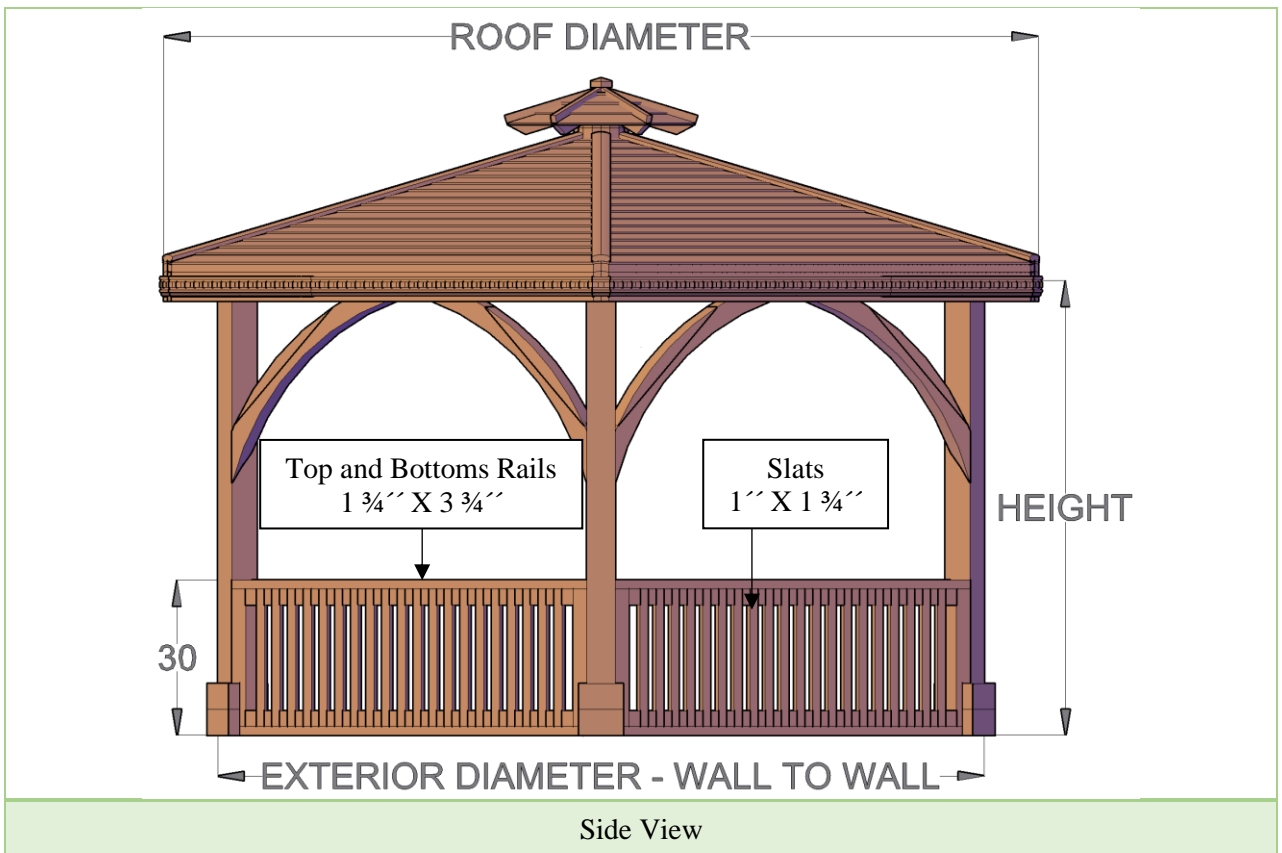 ROOF DIAMETER
Top and Bottoms Rails
1 ¾´´ X 3 ¾´´
Slats
1´´ X 1 ¾´´
HEIGHT
30
EXTERIOR DIAMETER - WALL TO WALL
Side View